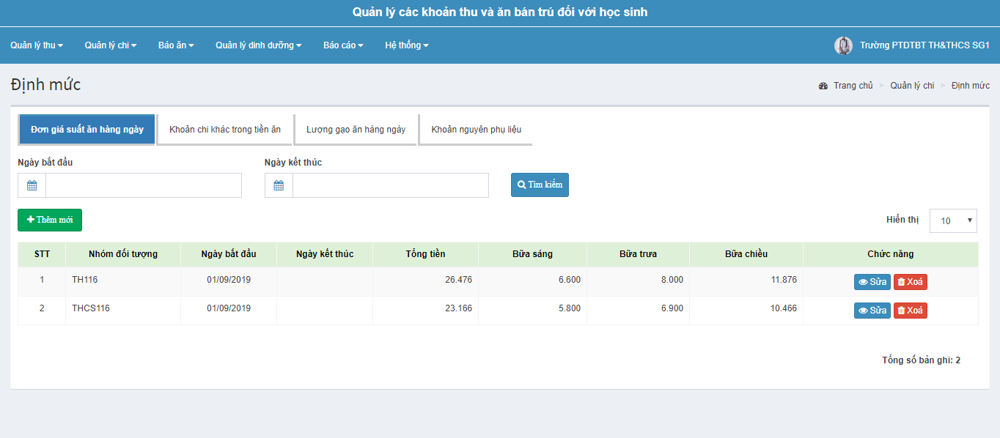 Quản lý các khoản thu và ăn bán trú đối với học sinh
Quản lý thu Quản lý chi Báo ăn Quản lý dinh dưỡng Báo cáo Hệ thống Trường PTDTBT TH&THCS SG1
Định mức Trang chủ > Quản lý chi > Định mức
Đơn giá suất ăn hàng ngày Khoản chi khác trong tiền ăn Lượng gạo ăn hàng ngày Khoản nguyên phụ liệu
Ngày bắt đầu Ngày kết thúc
Tìm kiếm
Thêm mới Hiển thị 10
STT Nhóm đối tượng Ngày bắt đầu Ngày kết thúc Tổng tiền Bữa sáng Bữa trưa Bữa chiều Chức năng
1 TH116 01/09/2019 26.476 6.600 8.000 11.876 Sửa Xoá
2 THCS116 01/09/2019 23.166 5.800 6.900 10.466 Sửa Xoá
Tổng số bản ghi: 2